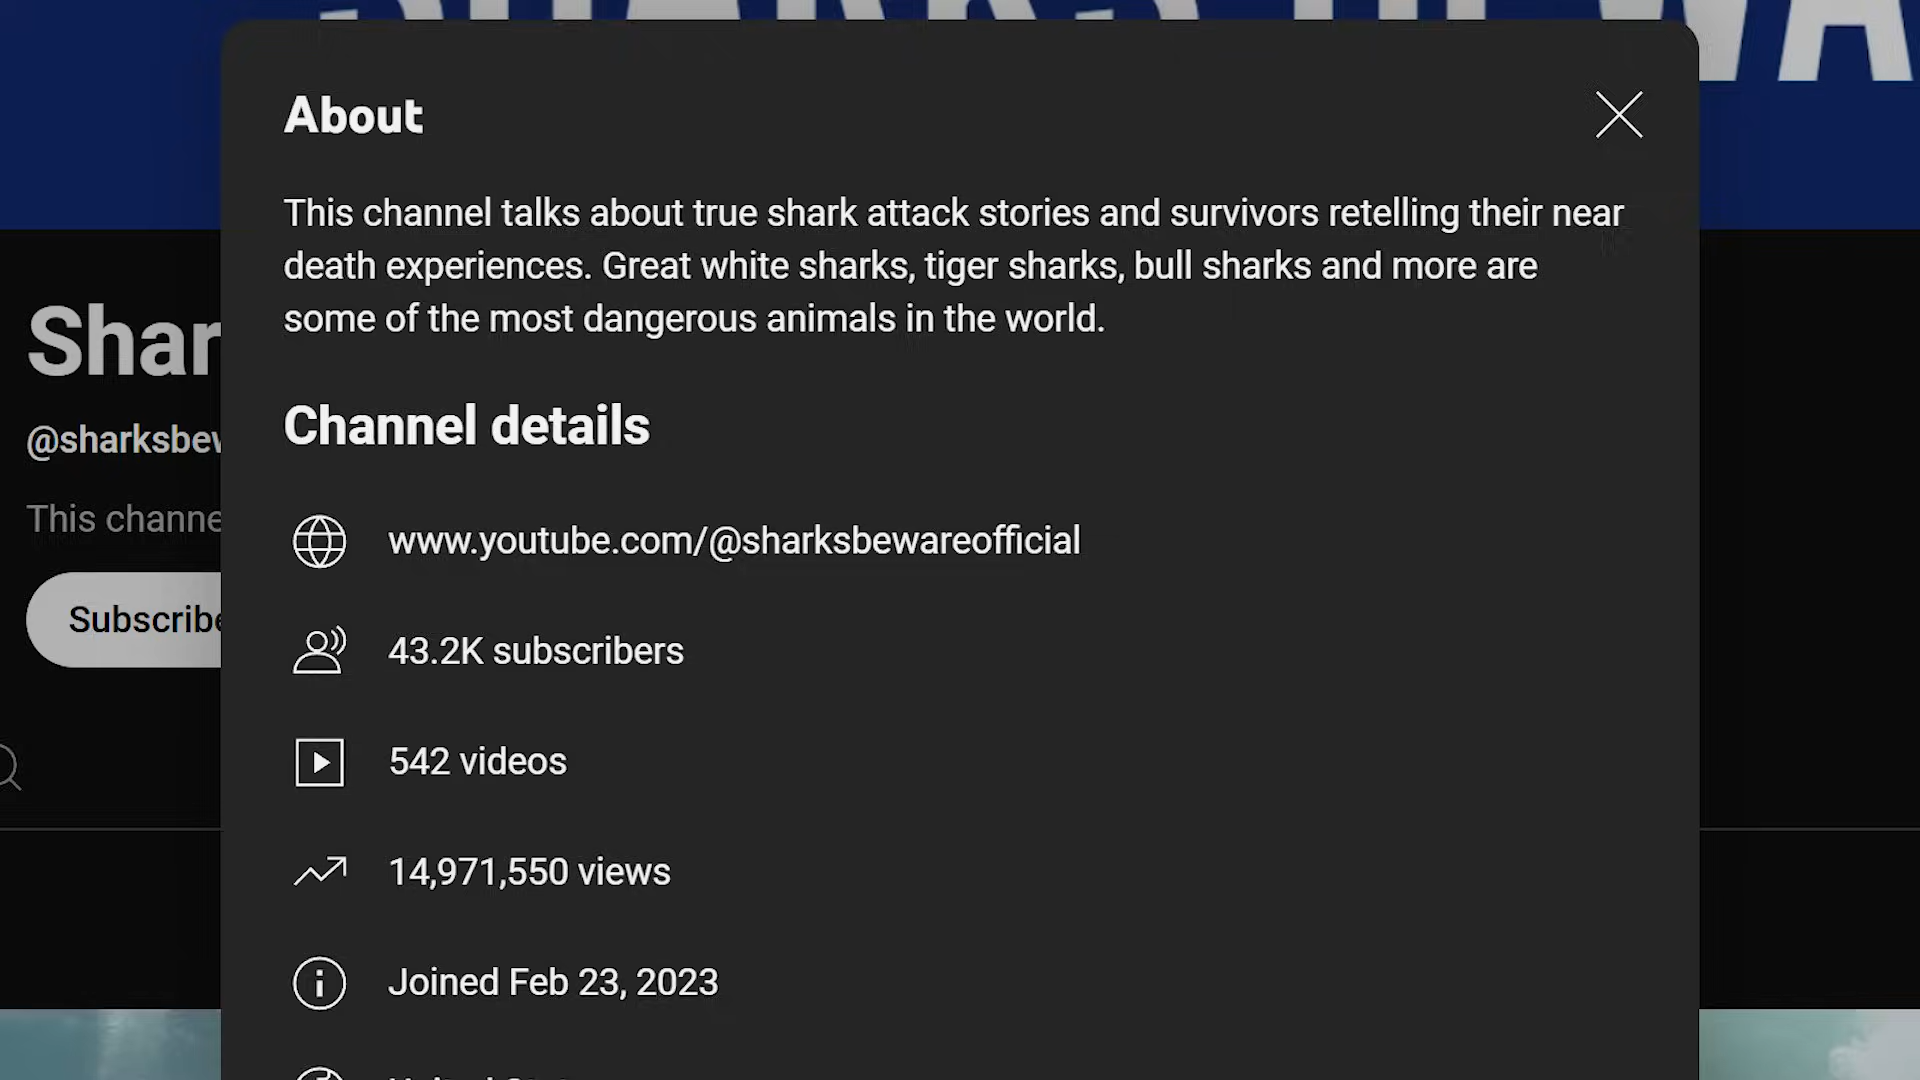 About
This channel talks about true shark attack stories and survivors retelling their near
death experiences. Great white sharks, tiger sharks, bull sharks and more are
some of the most dangerous animals in the world.
Channel details
www.youtube.com/@sharksbewareofficial
43.2K subscribers
542 videos
14,971,550 views
Joined Feb 23, 2023
Shar
@sharksbew
This channe
Subscribe